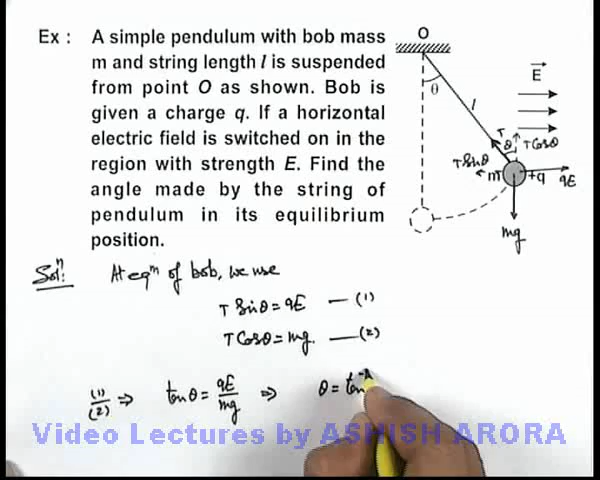 Ex : A simple pendulum with bob mass
m and string length l is suspended
from point O as shown. Bob is
given a charge q. If a horizontal
electric field is switched on in the
region with strength E. Find the
angle made by the string of
pendulum in its equilibrium
position.
O
θ
l
E
T
θ
T Cosθ
T Sinθ
m
+q
qE
mg
Solⁿ:
At eqᵐ of bob, we use
T Sinθ = qE — (1)
T Cosθ = mg. — (2)
(1)/(2) ⇒ tanθ = qE/mg ⇒ θ = tan⁻¹
Video Lectures by ASHISH ARORA